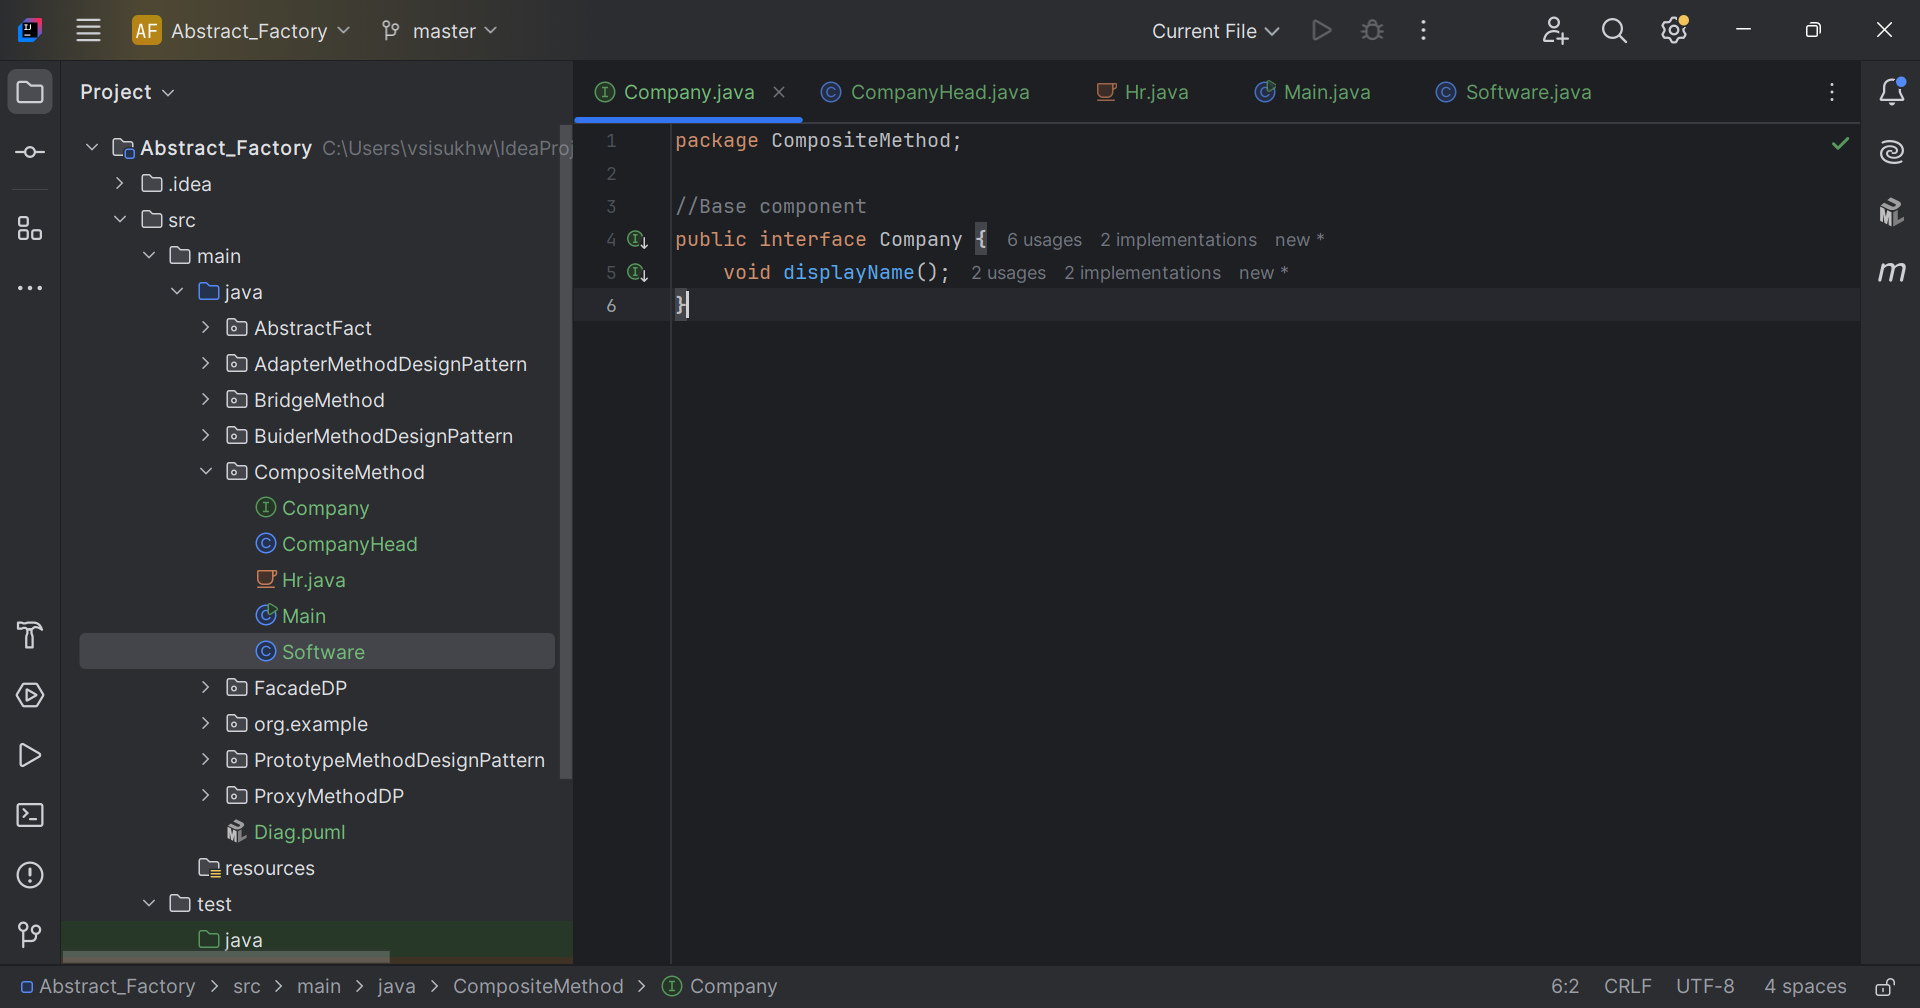 AF Abstract_Factory master Current File
Project
Company.java CompanyHead.java Hr.java Main.java Software.java
Abstract_Factory C:\Users\vsisukhw\IdeaProj
.idea
src
main
java
AbstractFact
AdapterMethodDesignPattern
BridgeMethod
BuiderMethodDesignPattern
CompositeMethod
Company
CompanyHead
Hr.java
Main
Software
FacadeDP
org.example
PrototypeMethodDesignPattern
ProxyMethodDP
Diag.puml
resources
test
java
1 package CompositeMethod;
2
3 //Base component
4 public interface Company { 6 usages 2 implementations new *
5 void displayName(); 2 usages 2 implementations new *
6 }
Abstract_Factory > src > main > java > CompositeMethod > Company
6:2 CRLF UTF-8 4 spaces